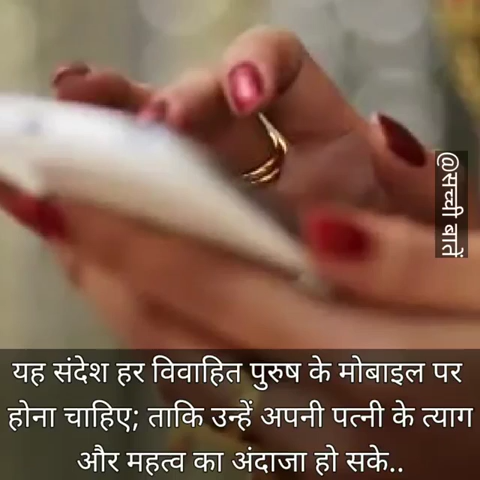 @सच्ची बातें
यह संदेश हर विवाहित पुरुष के मोबाइल पर
होना चाहिए; ताकि उन्हें अपनी पत्नी के त्याग
और महत्व का अंदाजा हो सके..